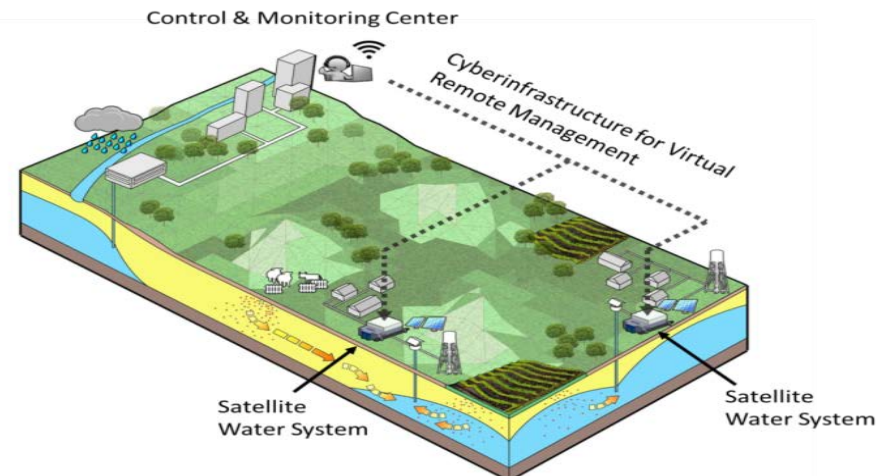 Control & Monitoring Center
Cyberinfrastructure for Virtual
Remote Management
Satellite
Water System
Satellite
Water System